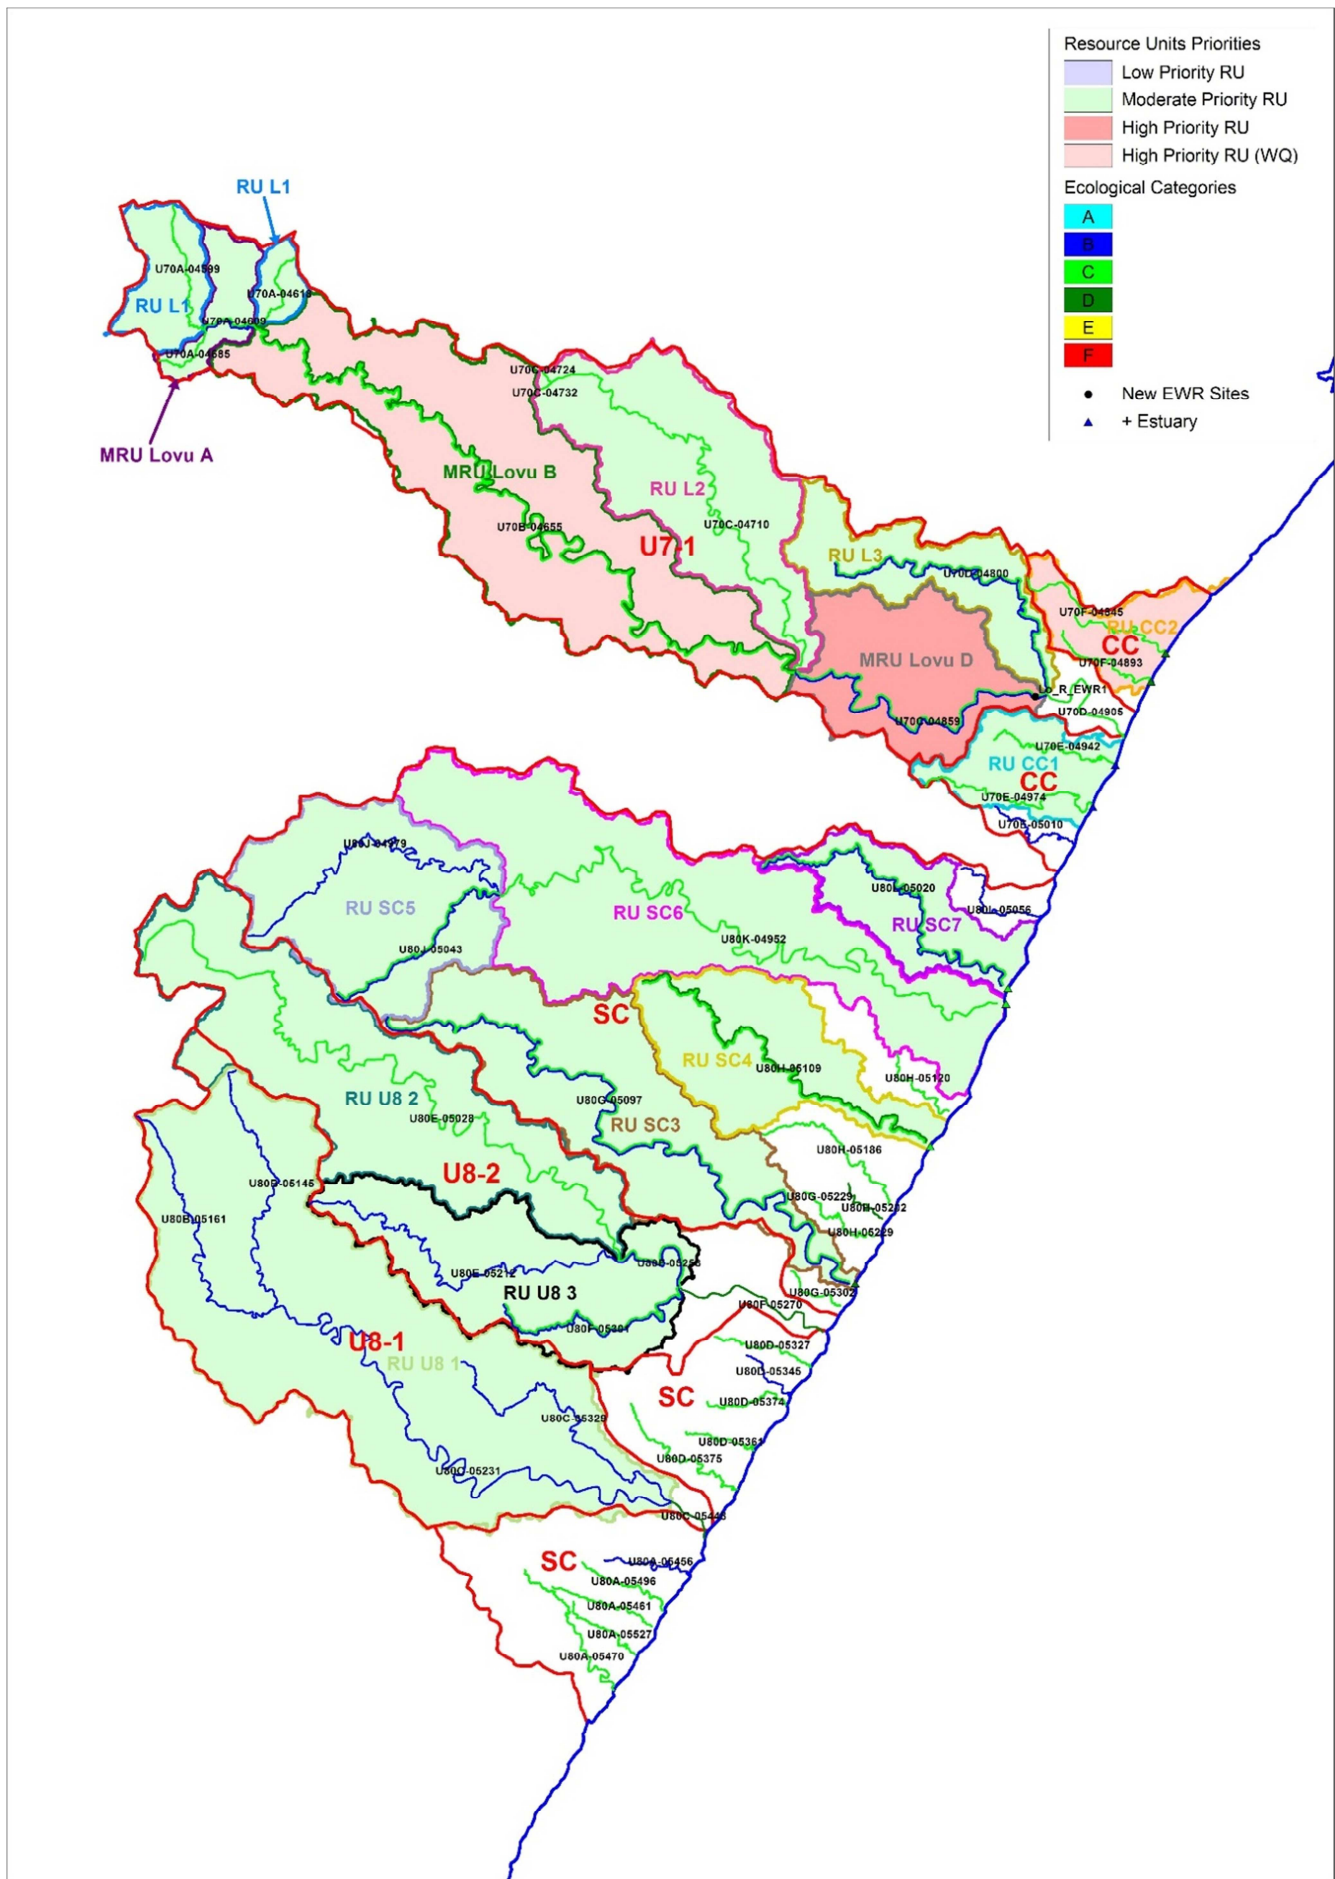 Resource Units Priorities
Low Priority RU
Moderate Priority RU
High Priority RU
High Priority RU (WQ)
Ecological Categories
A
B
C
D
E
F
New EWR Sites
+ Estuary
RU L1
U70A-04599
RU L1
U70A-04609
U70A-04685
MRU Lovu A
U70C-04724
U70C-04732
MRU Lovu B
RU L2
U70B-04655
U70C-04710
U7-1
RU L3
U70D-04800
U70F-04845
RU CC2
CC
MRU Lovu D
U70F-04893
Lo_R_EWR1
U70D-04905
U70C-04859
U70E-04942
RU CC1
CC
U70E-04974
U70E-05010
U80J-04979
U80L-05020
RU SC5
RU SC6
U80L-05056
RU SC7
U80J-05043
U80K-04952
SC
RU SC4
U80H-05109
U80H-05120
RU U8 2
U80G-05097
U80E-05028
RU SC3
U80H-05186
U8-2
U80B-05145
U80G-05229
U80B-05161
U80H-05229
U80E-05212
RU U8 3
U80G-05302
U80F-05270
U80F-05301
U8-1
U80D-05327
RU U8 1
U80D-05345
SC
U80D-05374
U80C-05329
U80D-05361
U80D-05375
U80C-05231
SC
U80A-05456
U80A-05496
U80A-05461
U80A-05527
U80A-05470